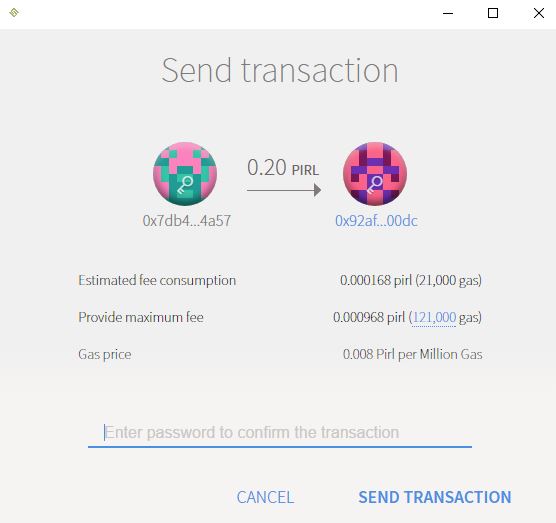 Send transaction
0.20 PIRL
0x7db4...4a57
0x92af...00dc
Estimated fee consumption 0.000168 pirl (21,000 gas)
Provide maximum fee 0.000968 pirl (121,000 gas)
Gas price 0.008 Pirl per Million Gas
Enter password to confirm the transaction
CANCEL SEND TRANSACTION